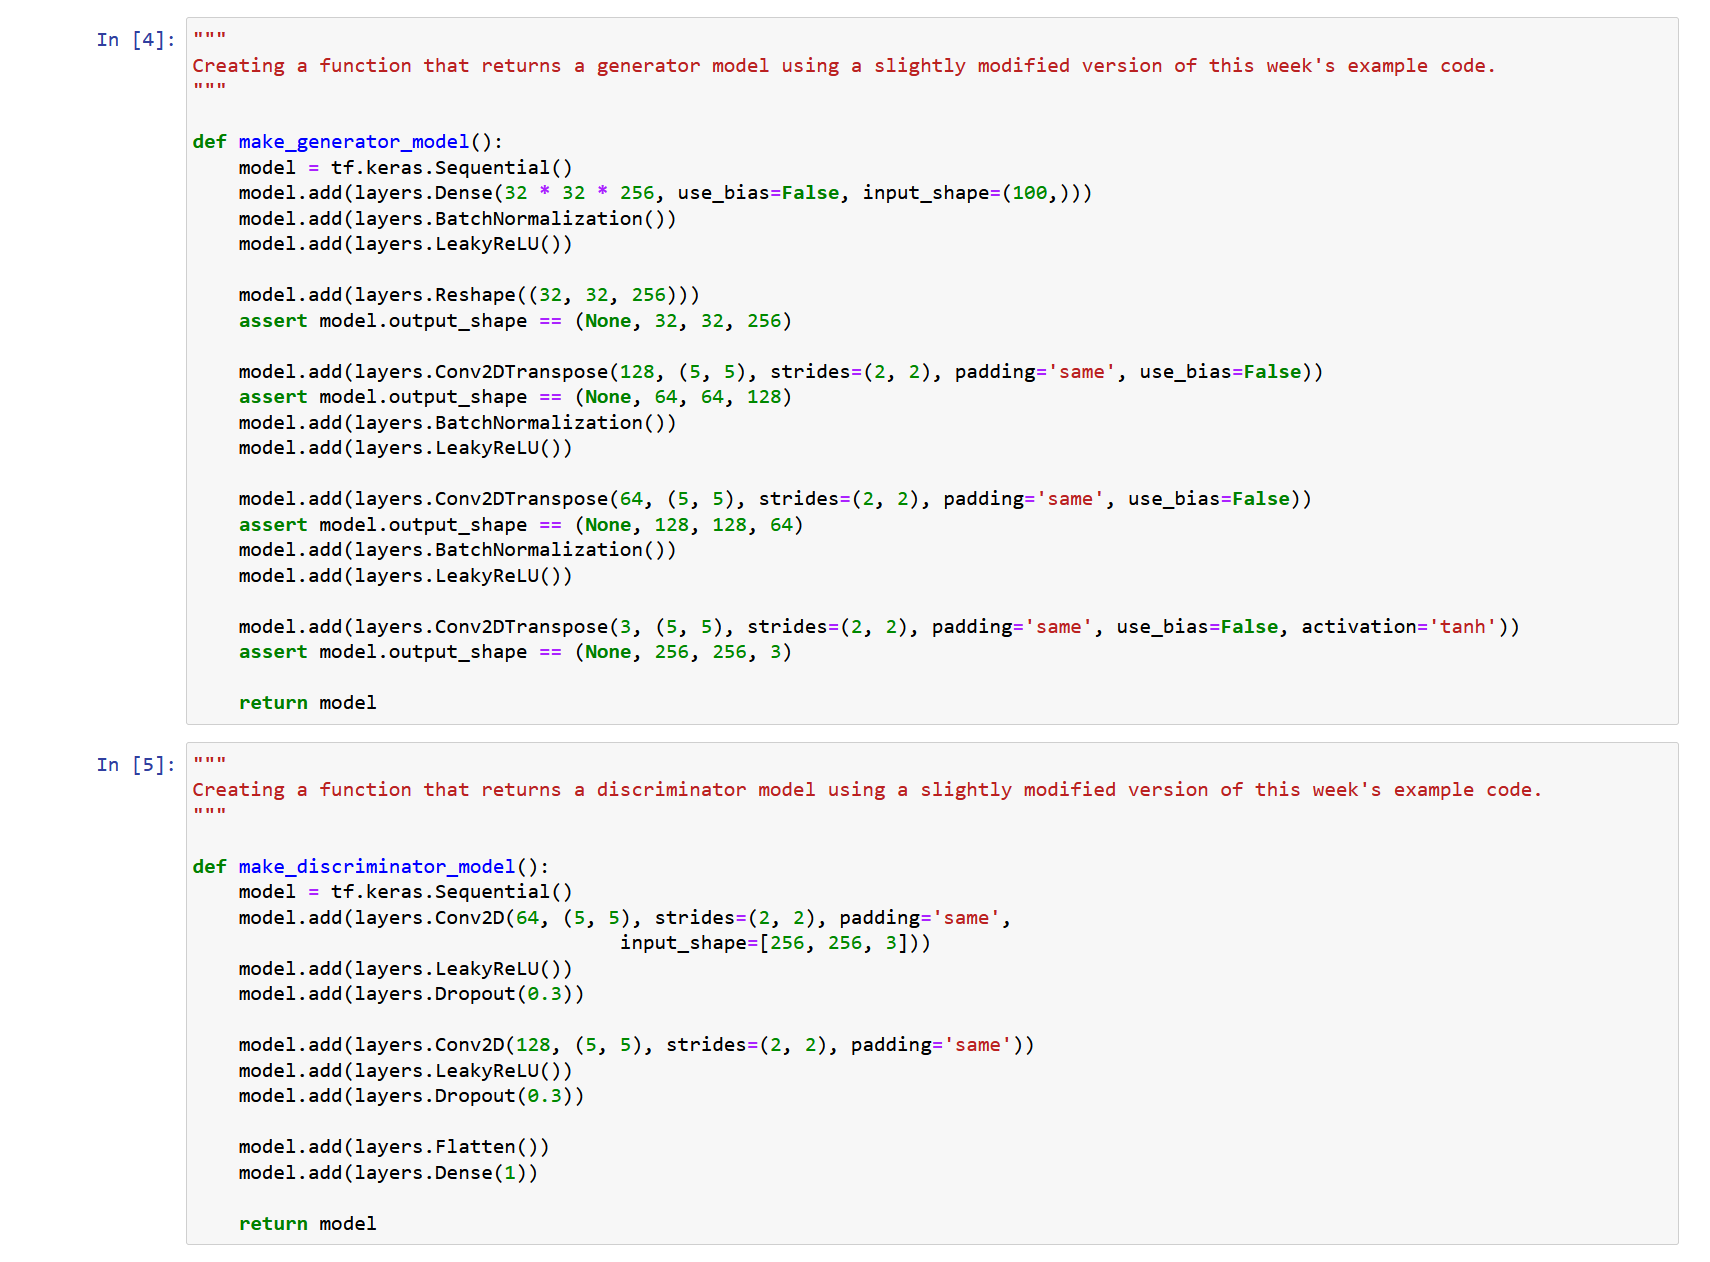 In [4]:
"""
Creating a function that returns a generator model using a slightly modified version of this week's example code.
"""
def make_generator_model():
    model = tf.keras.Sequential()
    model.add(layers.Dense(32 * 32 * 256, use_bias=False, input_shape=(100,)))
    model.add(layers.BatchNormalization())
    model.add(layers.LeakyReLU())
    model.add(layers.Reshape((32, 32, 256)))
    assert model.output_shape == (None, 32, 32, 256)
    model.add(layers.Conv2DTranspose(128, (5, 5), strides=(2, 2), padding='same', use_bias=False))
    assert model.output_shape == (None, 64, 64, 128)
    model.add(layers.BatchNormalization())
    model.add(layers.LeakyReLU())
    model.add(layers.Conv2DTranspose(64, (5, 5), strides=(2, 2), padding='same', use_bias=False))
    assert model.output_shape == (None, 128, 128, 64)
    model.add(layers.BatchNormalization())
    model.add(layers.LeakyReLU())
    model.add(layers.Conv2DTranspose(3, (5, 5), strides=(2, 2), padding='same', use_bias=False, activation='tanh'))
    assert model.output_shape == (None, 256, 256, 3)
    return model
In [5]:
"""
Creating a function that returns a discriminator model using a slightly modified version of this week's example code.
"""
def make_discriminator_model():
    model = tf.keras.Sequential()
    model.add(layers.Conv2D(64, (5, 5), strides=(2, 2), padding='same',
                                     input_shape=[256, 256, 3]))
    model.add(layers.LeakyReLU())
    model.add(layers.Dropout(0.3))
    model.add(layers.Conv2D(128, (5, 5), strides=(2, 2), padding='same'))
    model.add(layers.LeakyReLU())
    model.add(layers.Dropout(0.3))
    model.add(layers.Flatten())
    model.add(layers.Dense(1))
    return model